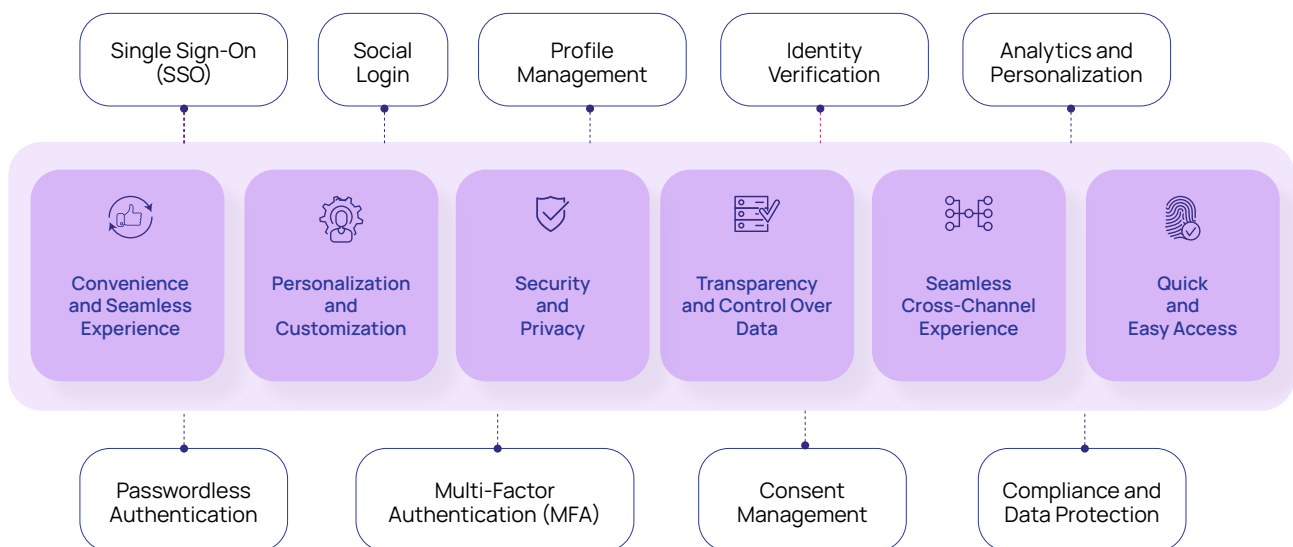 Single Sign-On
(SSO)
Social
Login
Profile
Management
Identity
Verification
Analytics and
Personalization
Convenience
and Seamless
Experience
Personalization
and
Customization
Security
and
Privacy
Transparency
and Control Over
Data
Seamless
Cross-Channel
Experience
Quick
and
Easy Access
Passwordless
Authentication
Multi-Factor
Authentication (MFA)
Consent
Management
Compliance and
Data Protection